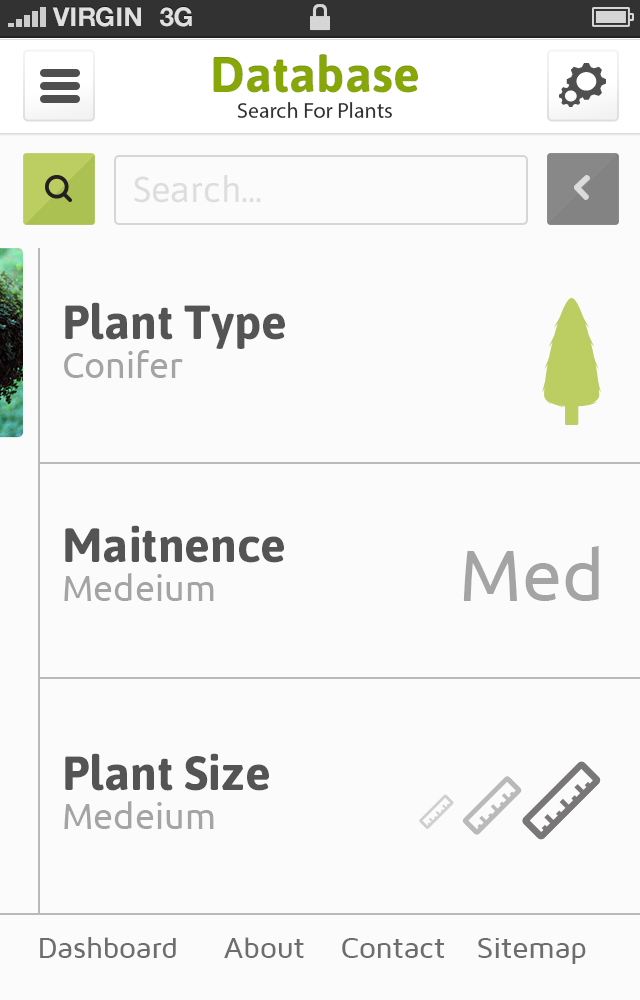 VIRGIN 3G
Database
Search For Plants
Search...
Plant Type
Conifer
Maitnence
Medeium
Med
Plant Size
Medeium
Dashboard About Contact Sitemap